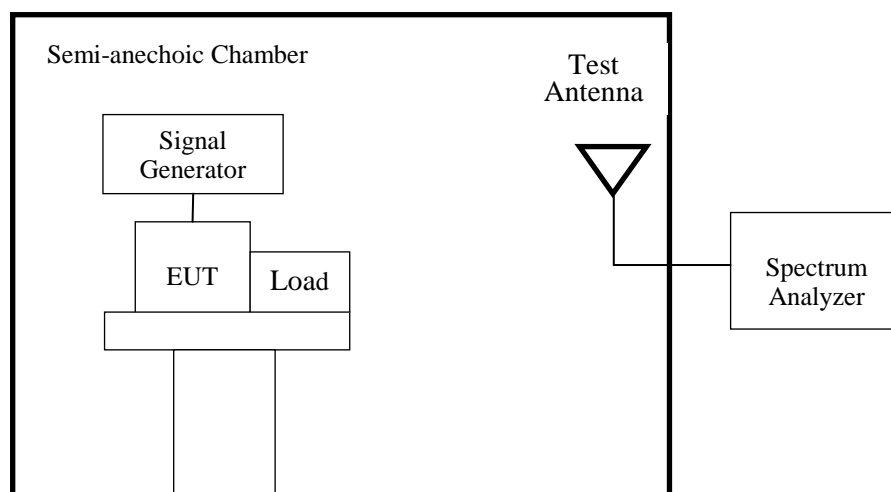 Semi-anechoic Chamber
Test
Antenna
Signal
Generator
EUT
Load
Spectrum
Analyzer